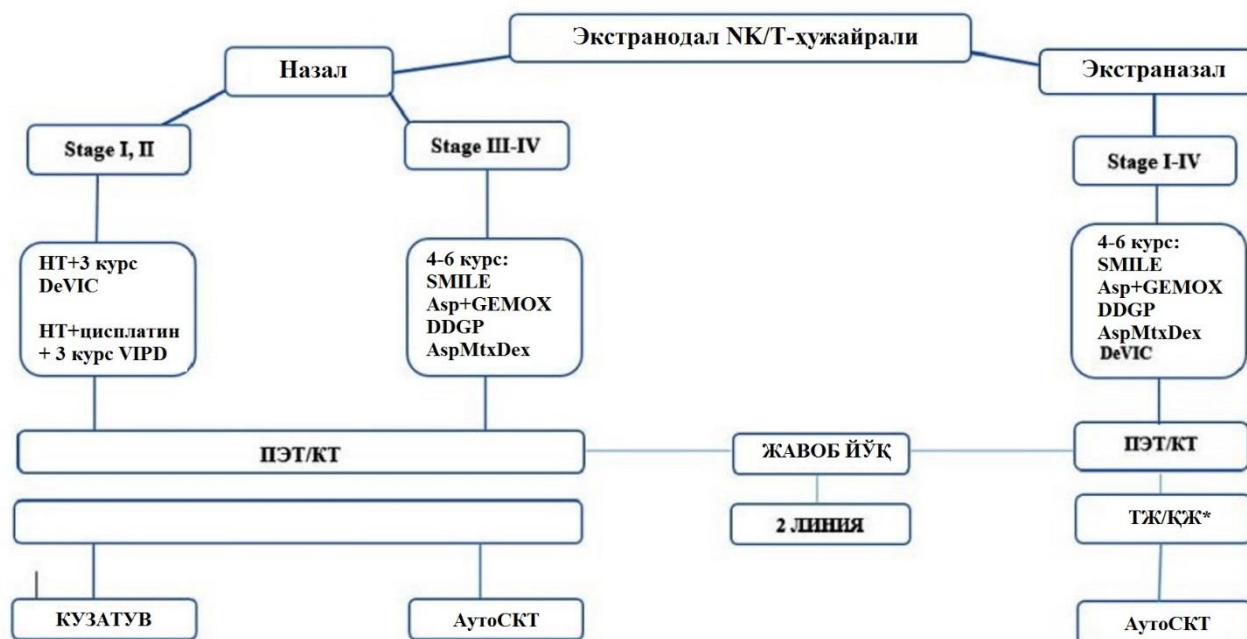 Экстранодал NK/T-ҳужайрали
Назал
Экстраназал
Stage I, II
Stage III-IV
Stage I-IV
НТ+3 курс
DeVIC
НТ+цисплатин
+ 3 курс VIPD
4-6 курс:
SMILE
Asp+GEMOX
DDGP
AspMtxDex
4-6 курс:
SMILE
Asp+GEMOX
DDGP
AspMtxDex
DeVIC
ПЭТ/КТ
ЖАВОБ ЙЎҚ
ПЭТ/КТ
2 ЛИНИЯ
ТЖ/ҚЖ*
КУЗАТУВ
АутоСКТ
АутоСКТ